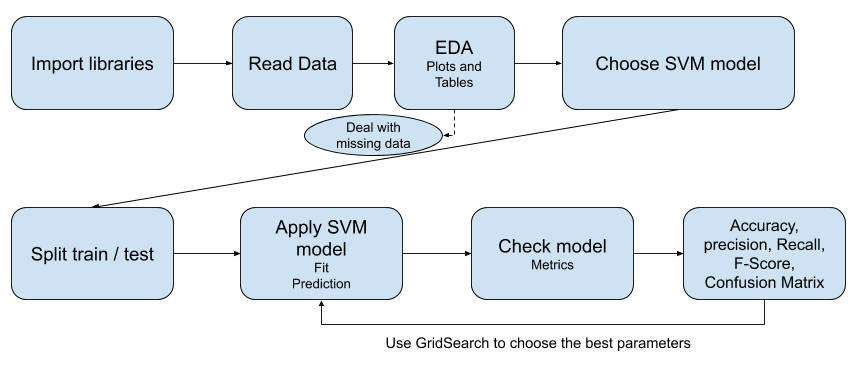 Import libraries
Read Data
EDA
Plots and
Tables
Choose SVM model
Deal with
missing data
Split train / test
Apply SVM
model
Fit
Prediction
Check model
Metrics
Accuracy,
precision, Recall,
F-Score,
Confusion Matrix
Use GridSearch to choose the best parameters